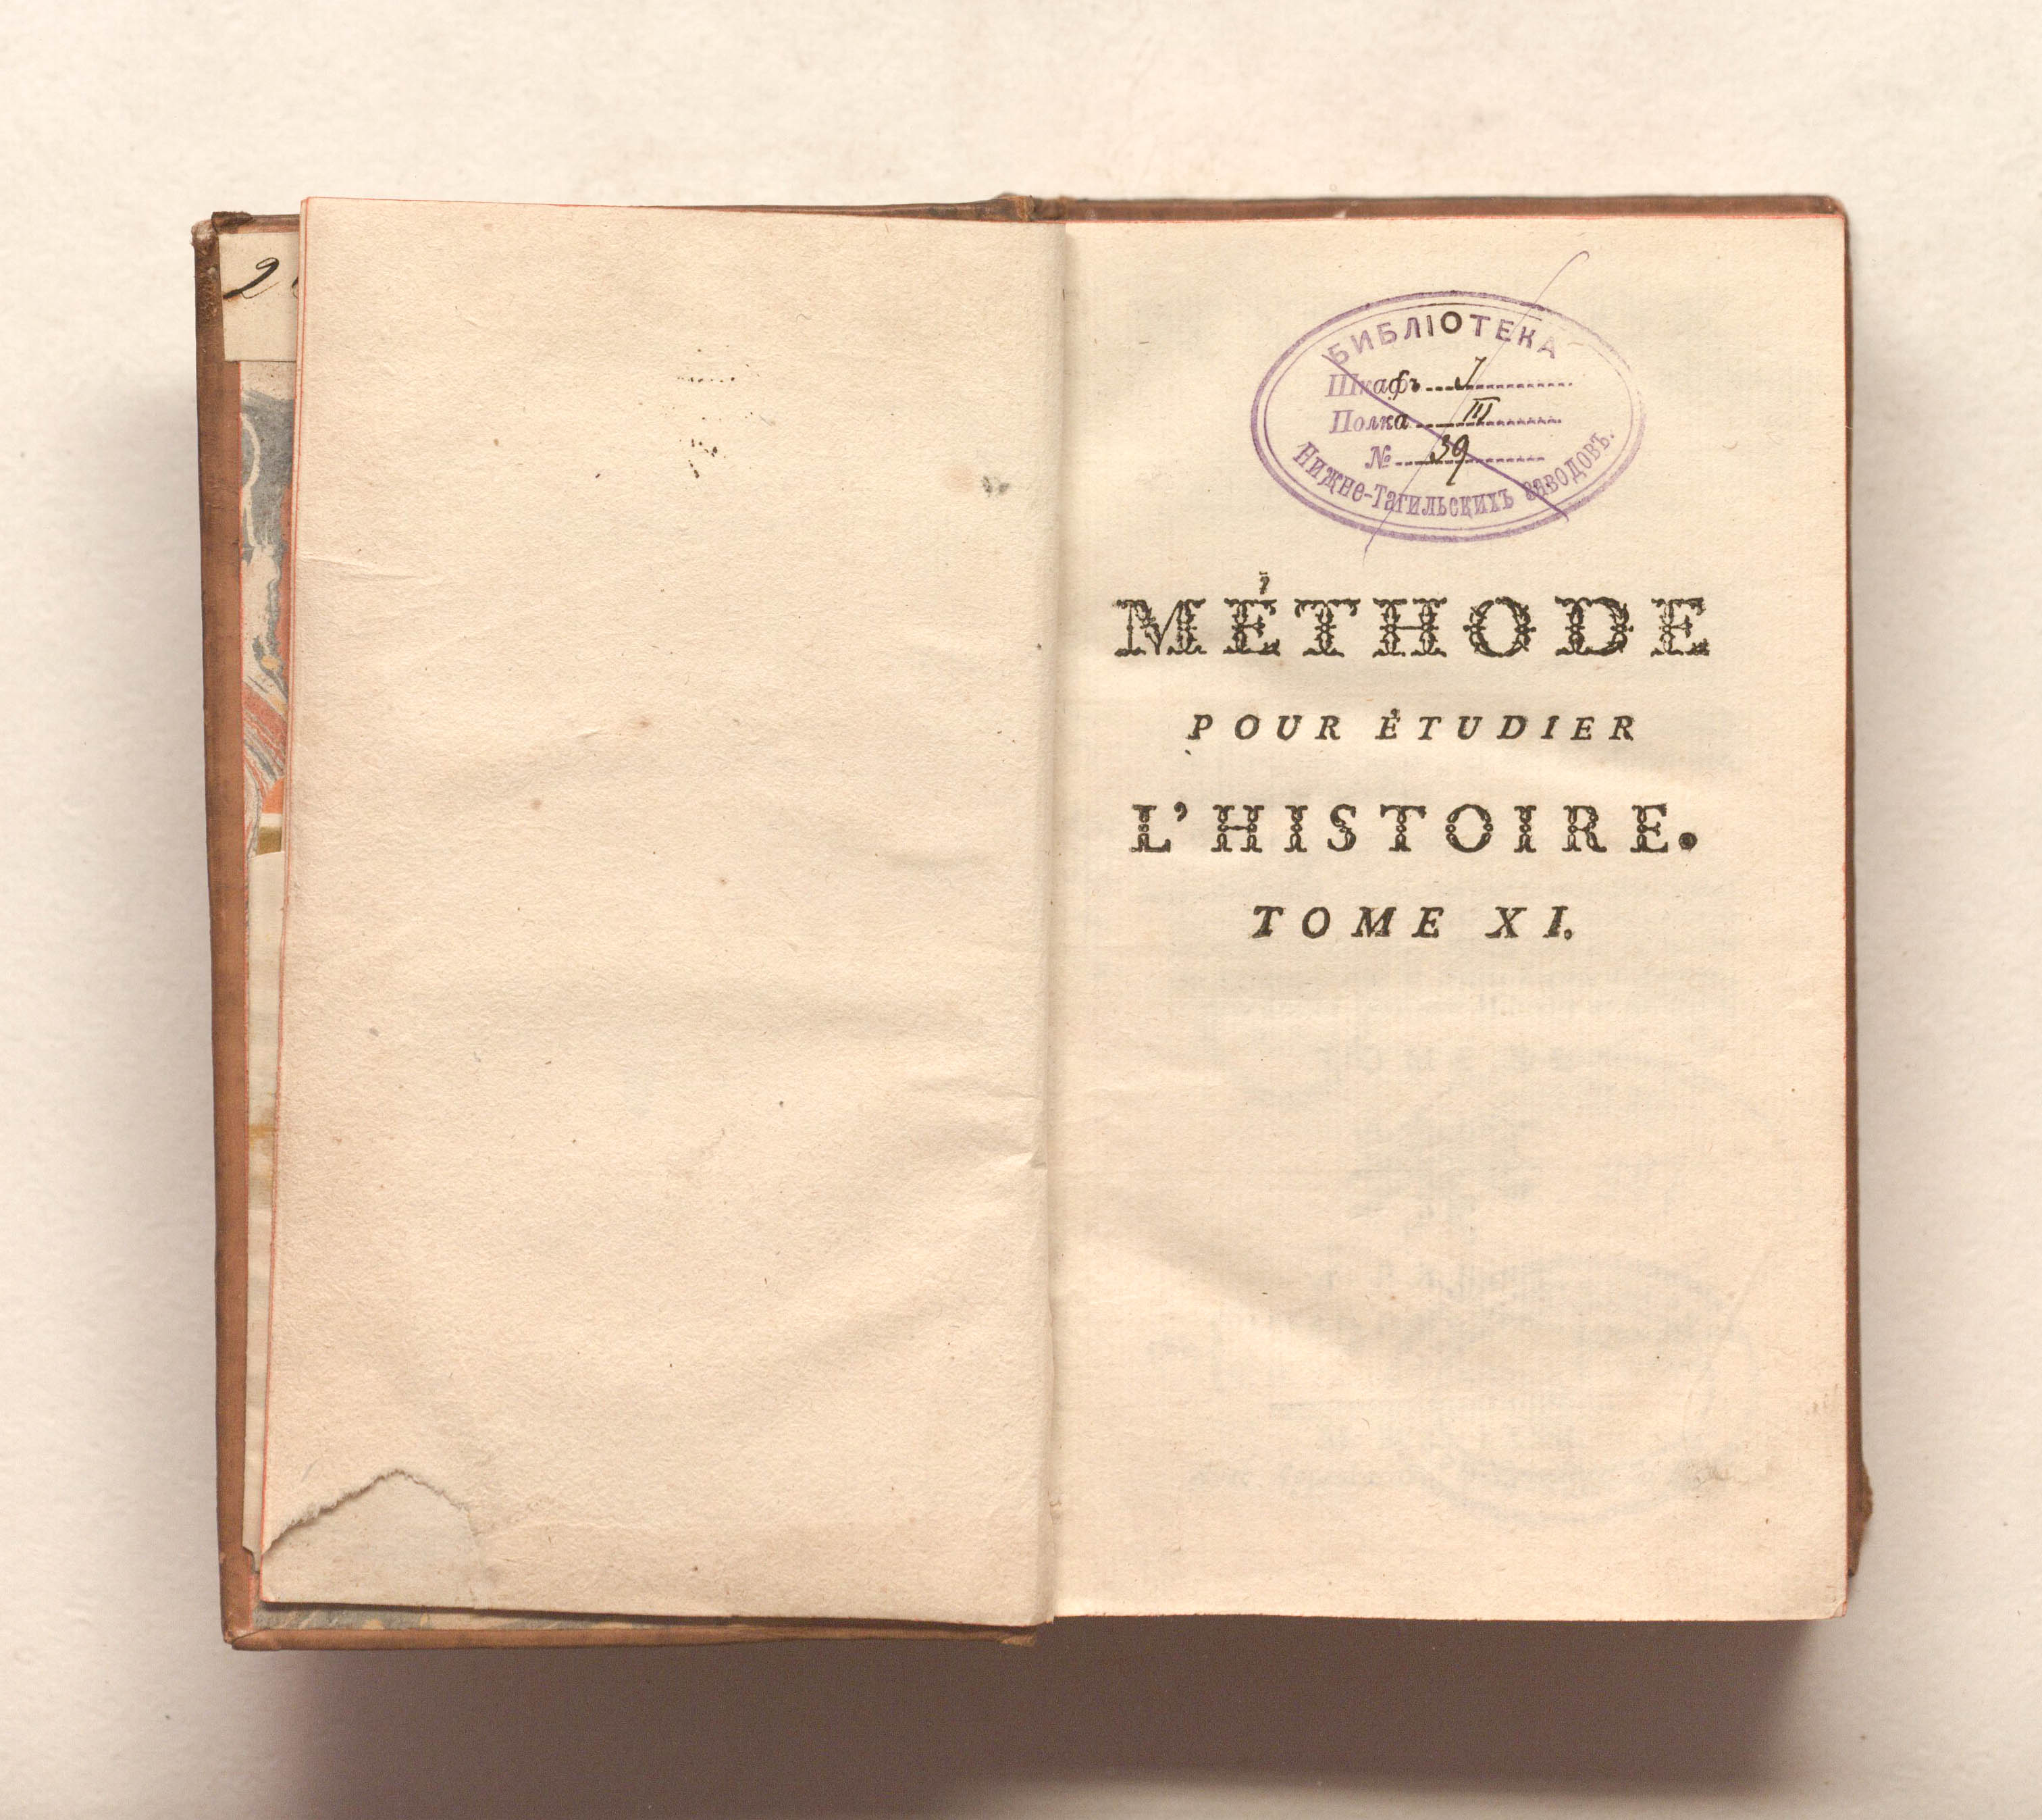 БИБЛІОТЕКА
Шкафъ I
Полка III
№ 39
Нижне-Тагильскихъ заводовъ.
MÉTHODE
POUR ÉTUDIER
L'HISTOIRE.
TOME XI.